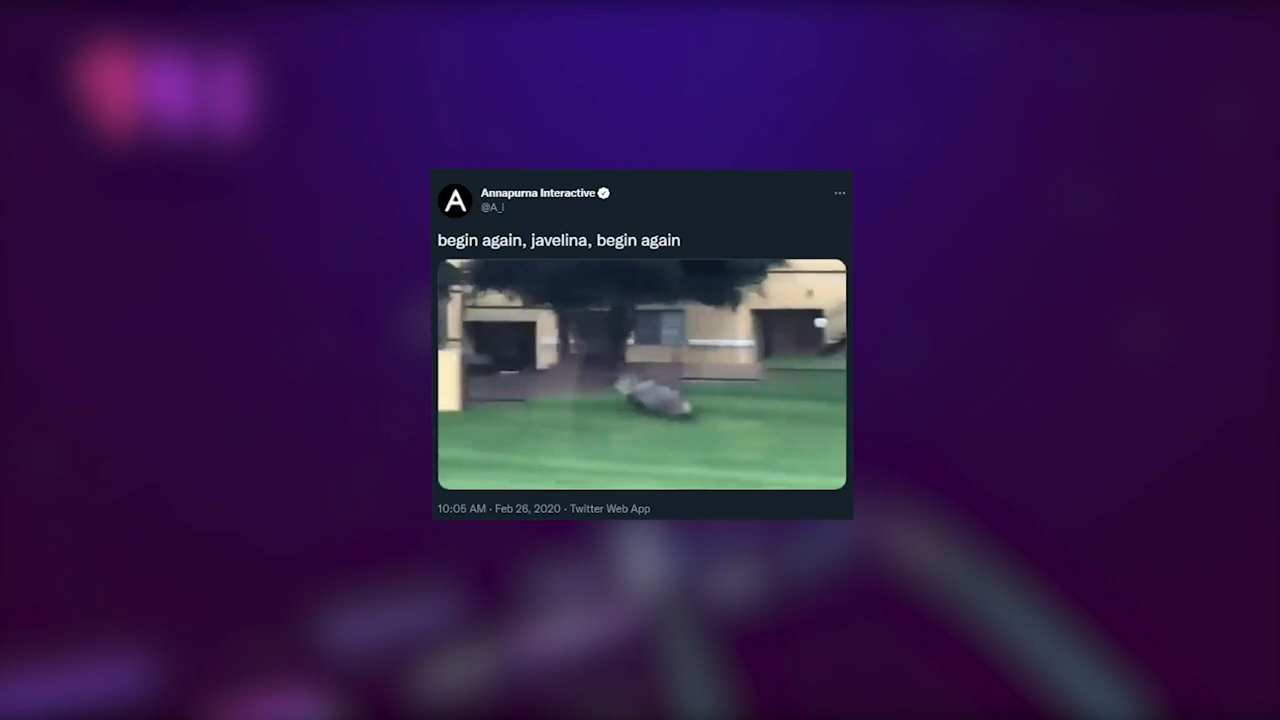 Annapurna Interactive
@A_I
begin again, javelina, begin again
10:05 AM · Feb 26, 2020 · Twitter Web App